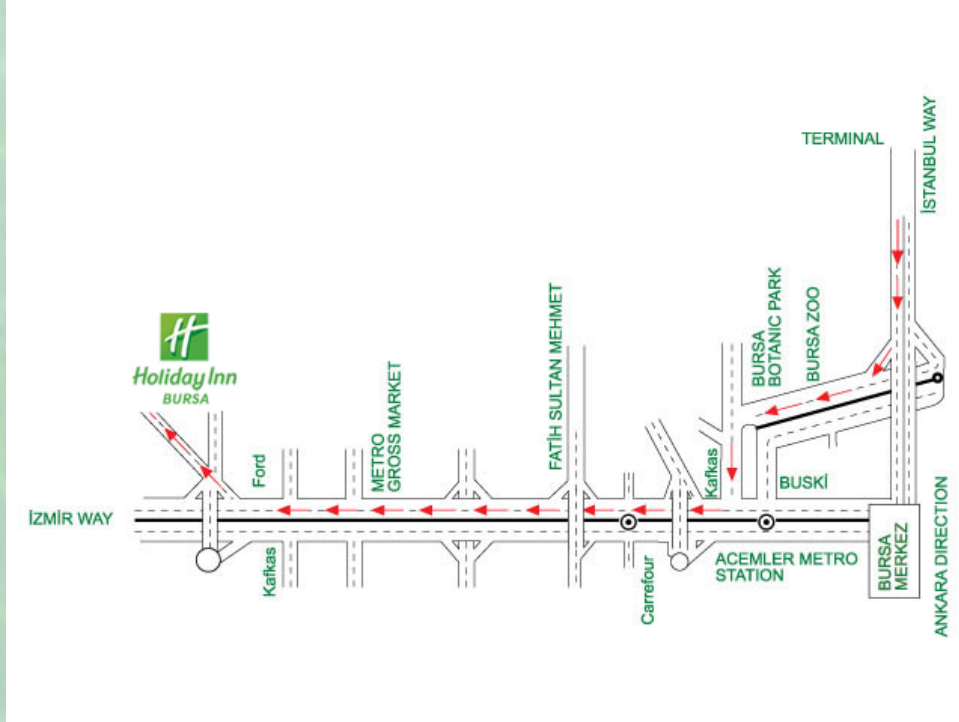 TERMINAL
İSTANBUL WAY
BURSA
BOTANIC PARK
BURSA ZOO
FATİH SULTAN MEHMET
H
Holiday Inn
BURSA
METRO
GROSS MARKET
Ford
Kafkas
BUSKİ
İZMİR WAY
Kafkas
Carrefour
ACEMLER METRO
STATION
BURSA
MERKEZ
ANKARA DIRECTION